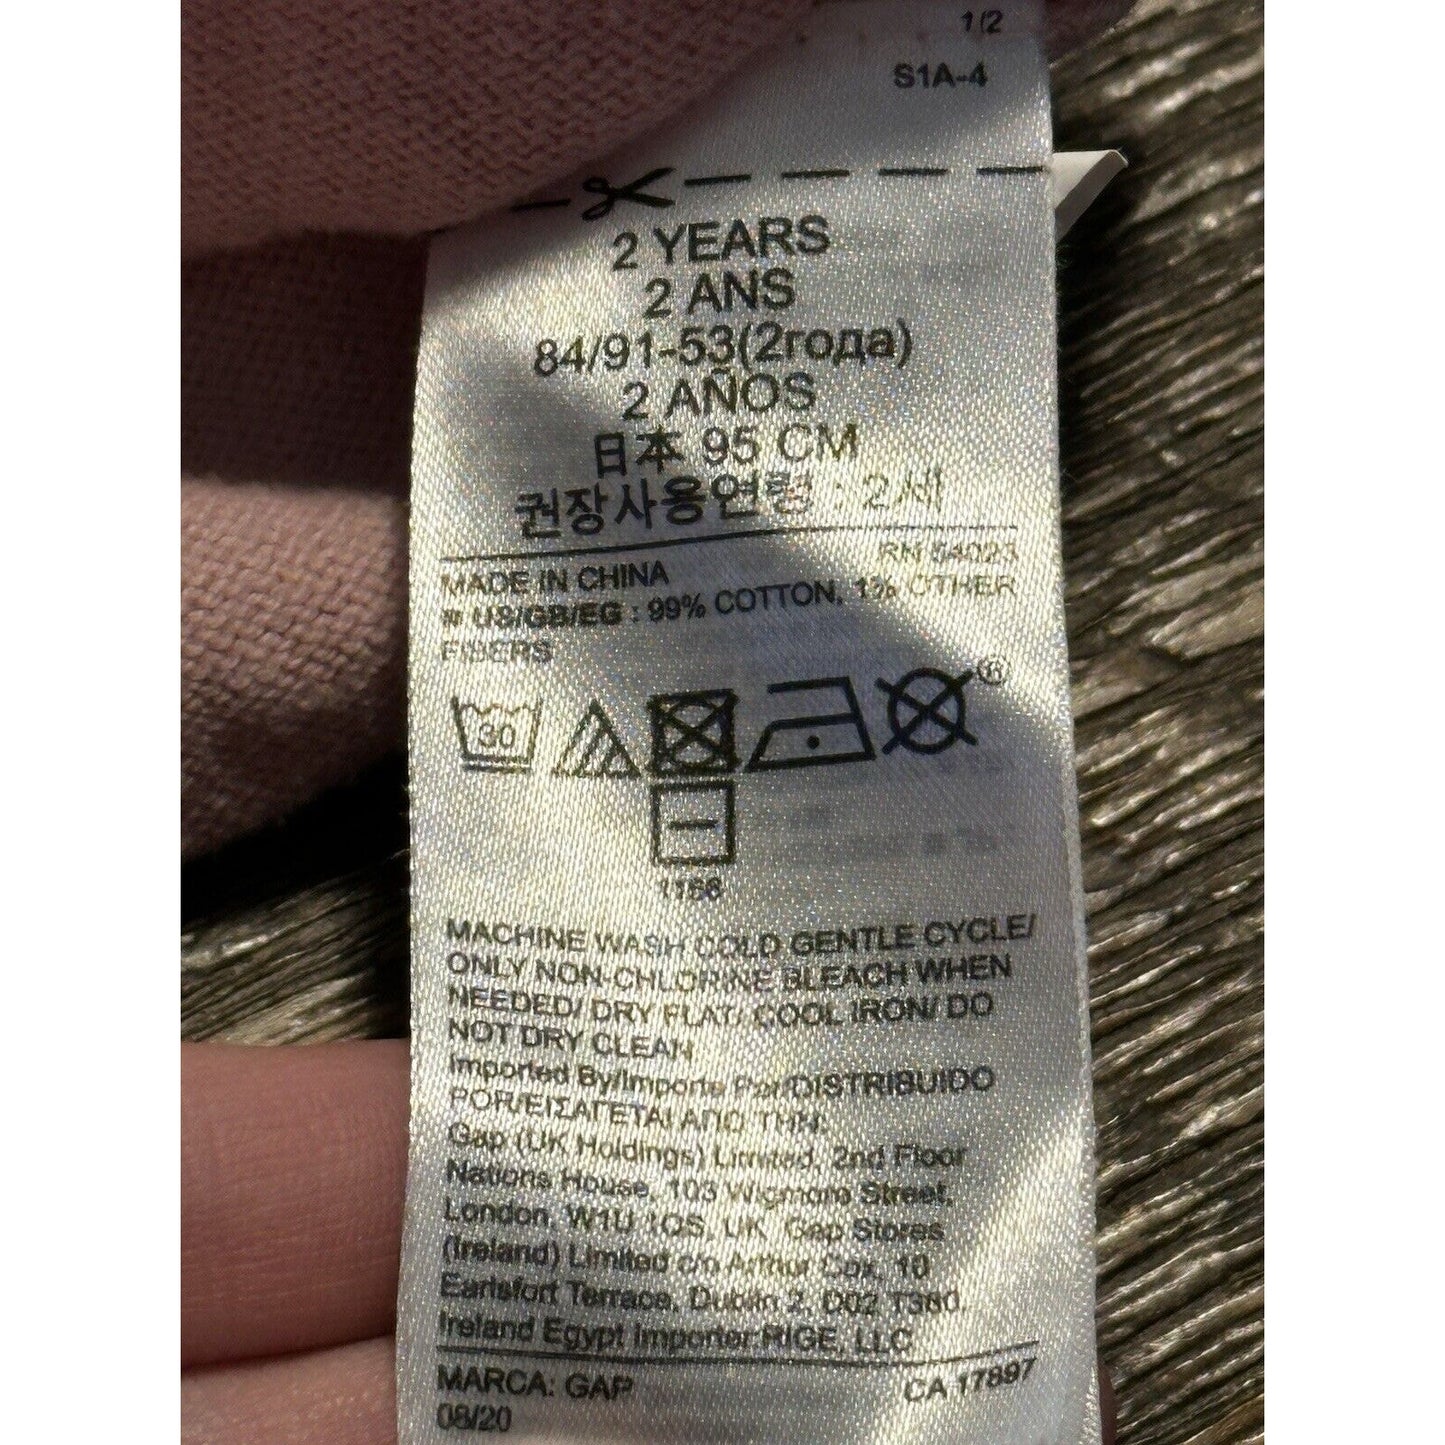 1/2
S1A-4
2 YEARS
2 ANS
84/91-53(2года)
2 AÑOS
日本 95 CM
권장사용연령 : 2세
RN 54023
MADE IN CHINA
US/GB/EG : 99% COTTON, 1% OTHER
FIBERS
30
®
1166
MACHINE WASH COLD GENTLE CYCLE/
ONLY NON-CHLORINE BLEACH WHEN
NEEDED/ DRY FLAT/ COOL IRON/ DO
NOT DRY CLEAN
Imported By/Importe Par/DISTRIBUIDO
POR/ΕΙΣΑΓΕΤΑΙ ΑΠΟ ΤΗΝ:
Gap (UK Holdings) Limited, 2nd Floor
Nations House, 103 Wigmore Street,
London, W1U 1QS, UK Gap Stores
(Ireland) Limited c/o Arthur Cox, 10
Earlsfort Terrace, Dublin 2, D02 T380,
Ireland Egypt Importer:RIGE, LLC
MARCA: GAP
CA 17897
08/20